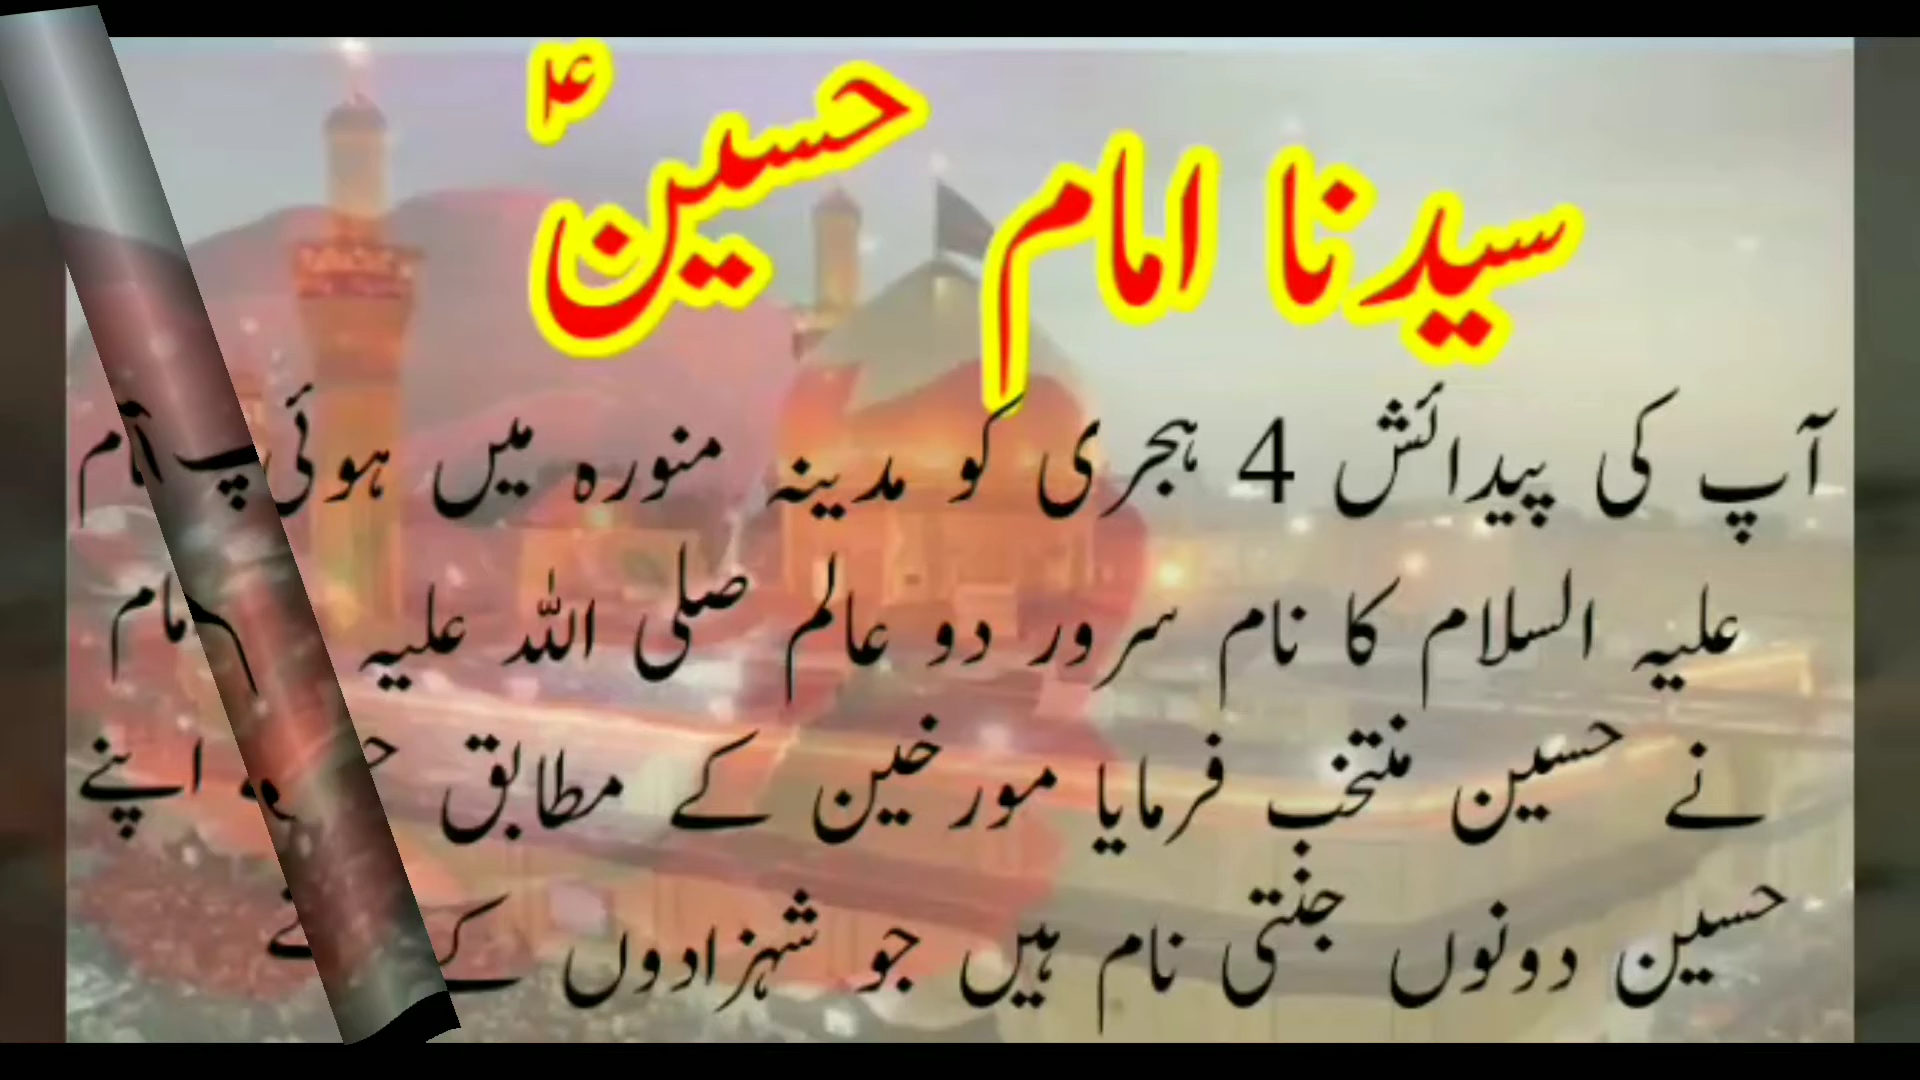 سیدنا امام حسینؑ
آپ کی پیدائش 4 ہجری کو مدینہ منورہ میں ہوئی
علیہ السلام کا نام سرور دو عالم صلی اللہ علیہ
نے حسین منتخب فرمایا مورخین کے مطابق اپنے
حسین دونوں جنتی نام ہیں جو شہزادوں کے